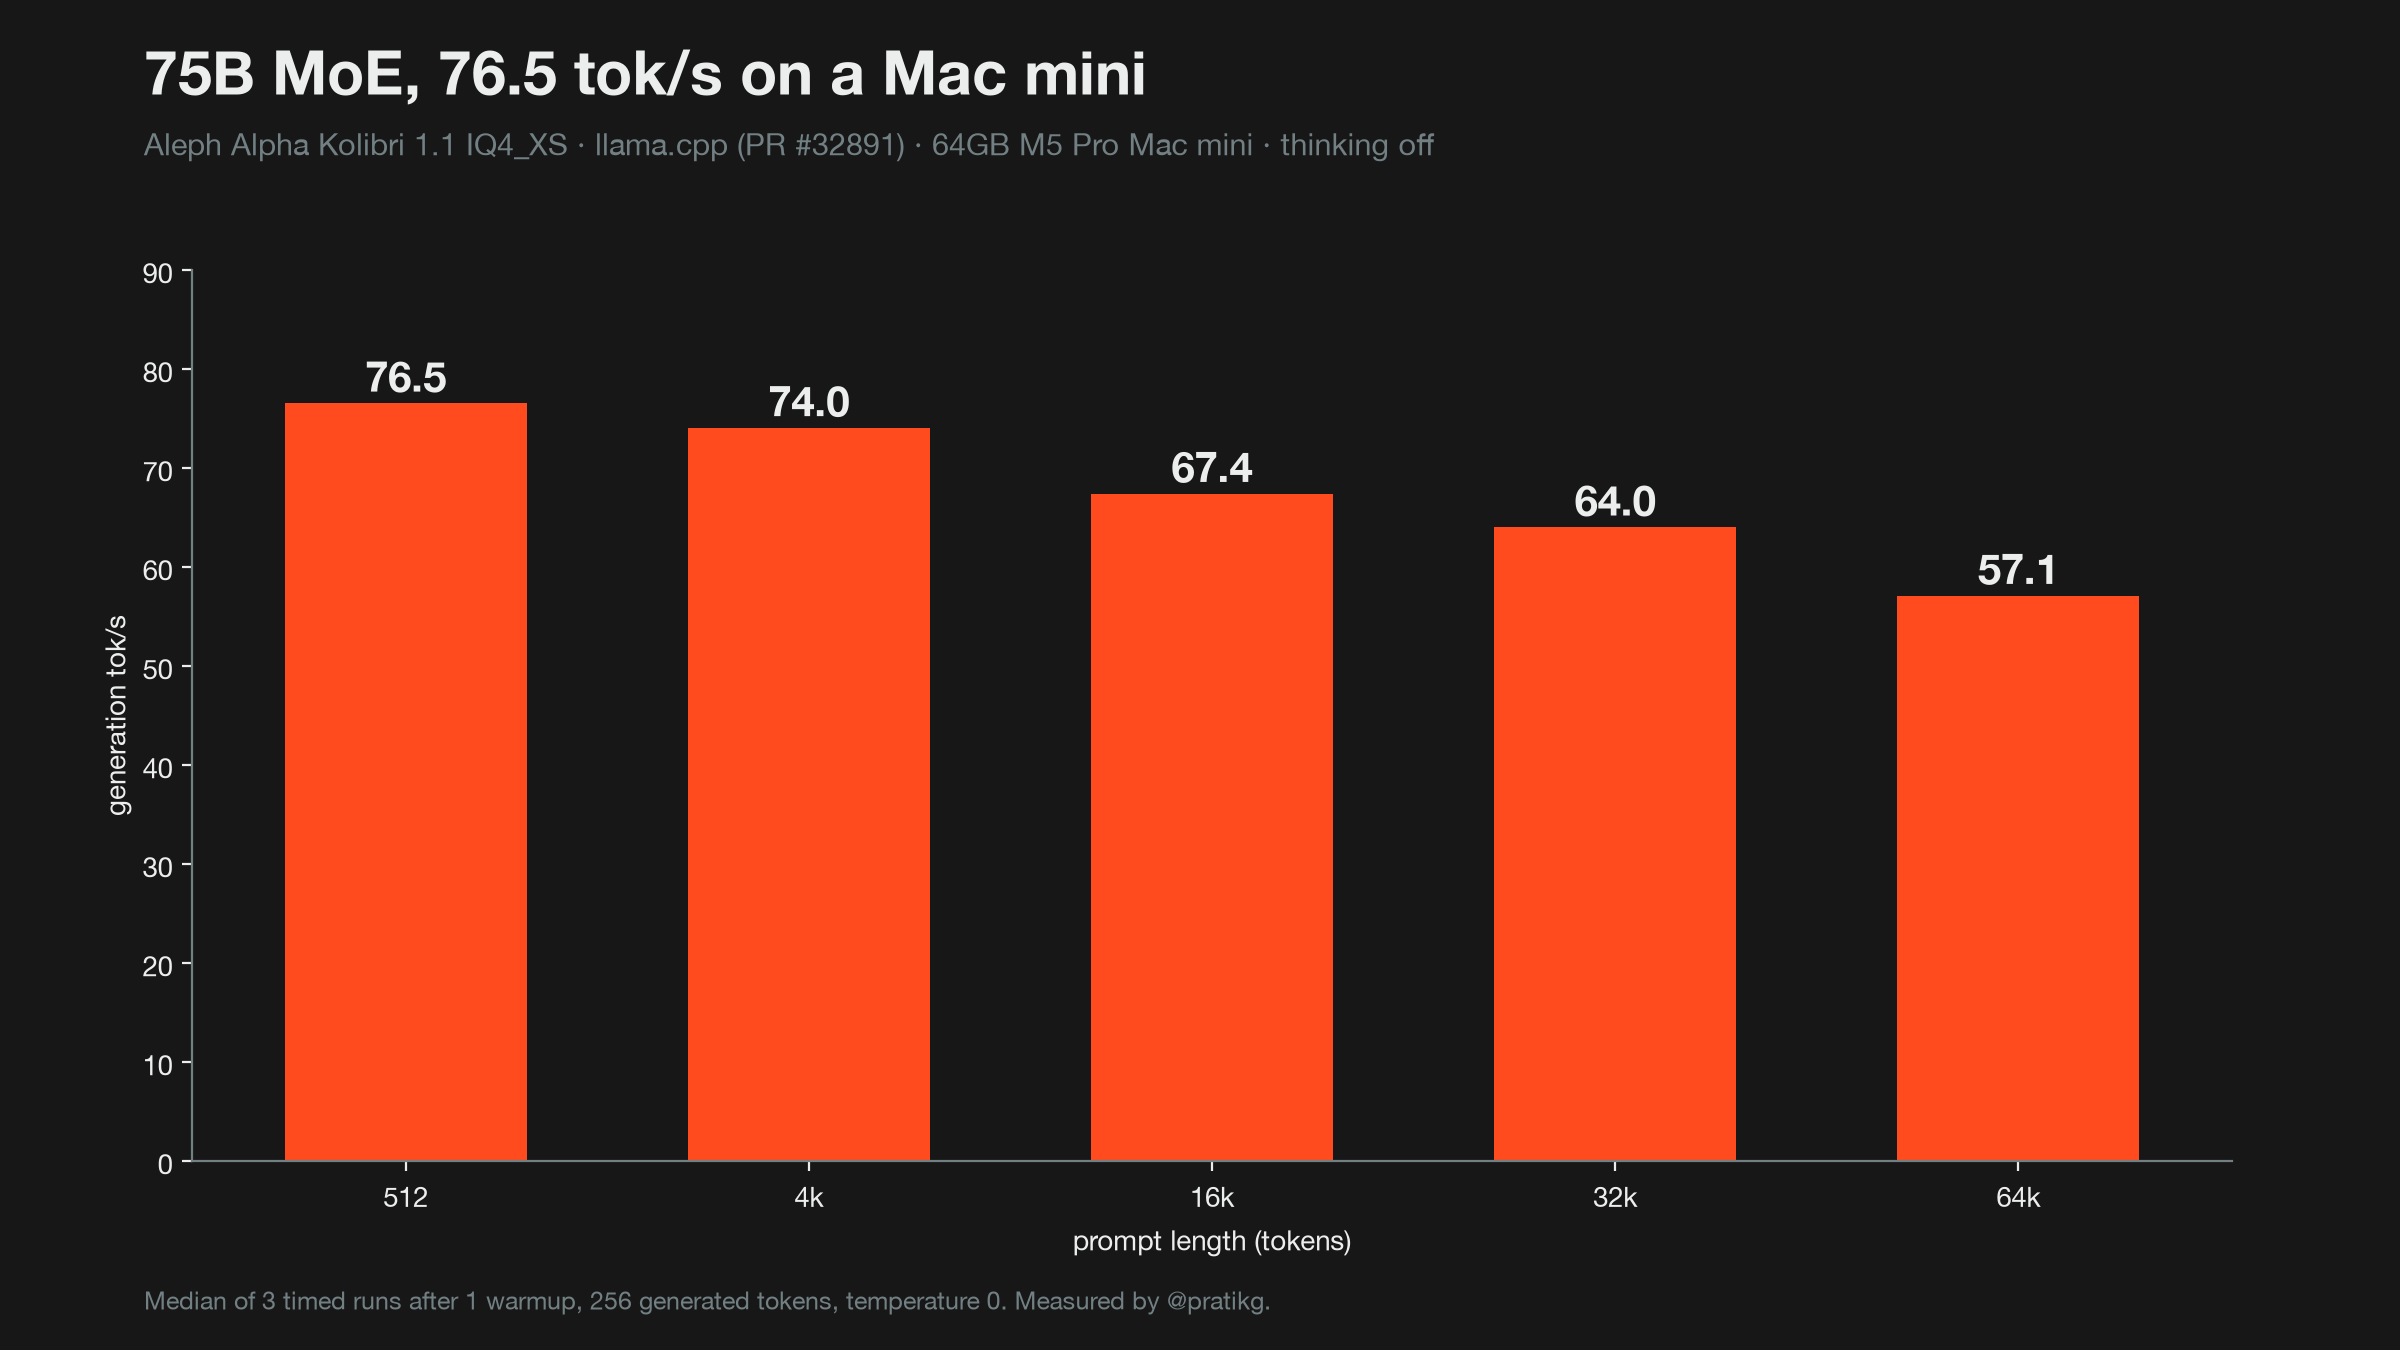 75B MoE, 76.5 tok/s on a Mac mini
Aleph Alpha Kolibri 1.1 IQ4_XS · llama.cpp (PR #32891) · 64GB M5 Pro Mac mini · thinking off
90
80
70
60
50
40
30
20
10
0
generation tok/s
76.5
74.0
67.4
64.0
57.1
512
4k
16k
32k
64k
prompt length (tokens)
Median of 3 timed runs after 1 warmup, 256 generated tokens, temperature 0. Measured by @pratikg.